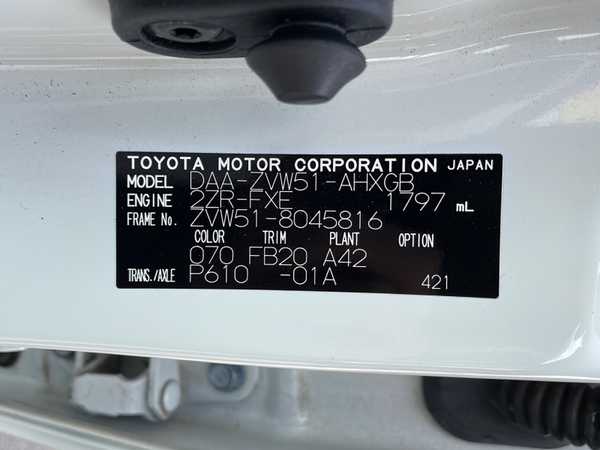 TOYOTA MOTOR CORPORATION JAPAN
MODEL DAA-ZVW51-AHXGB
ENGINE 2ZR-FXE 1797 mL
FRAME No. ZVW51-8045816
COLOR TRIM PLANT OPTION
070 FB20 A42
TRANS./AXLE P610 -01A 421